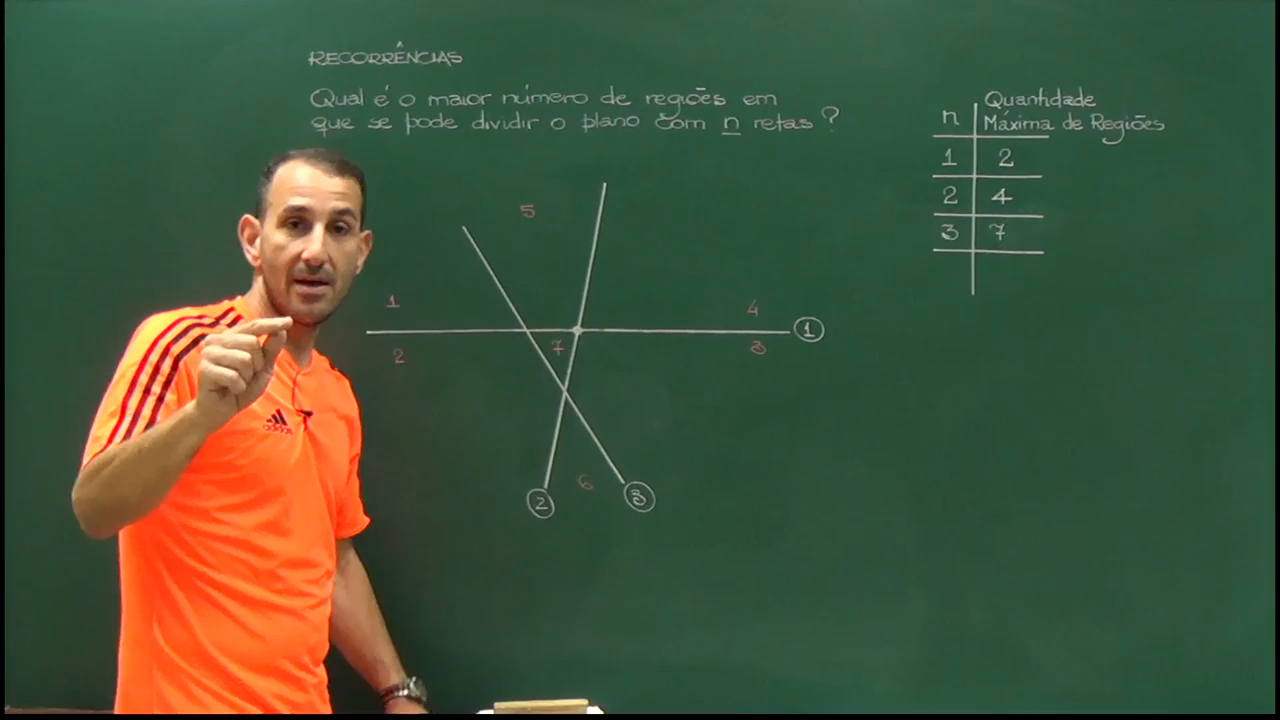 RECORRÊNCIAS
Qual é o maior número de regiões em
que se pode dividir o plano com n retas?
n Quantidade
Máxima de Regiões
1 2
2 4
3 7
5
1
4
1
2
7
3
6
2
3
adidas